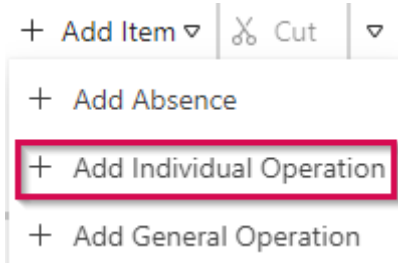 + Add Item Cut
+ Add Absence
+ Add Individual Operation
+ Add General Operation